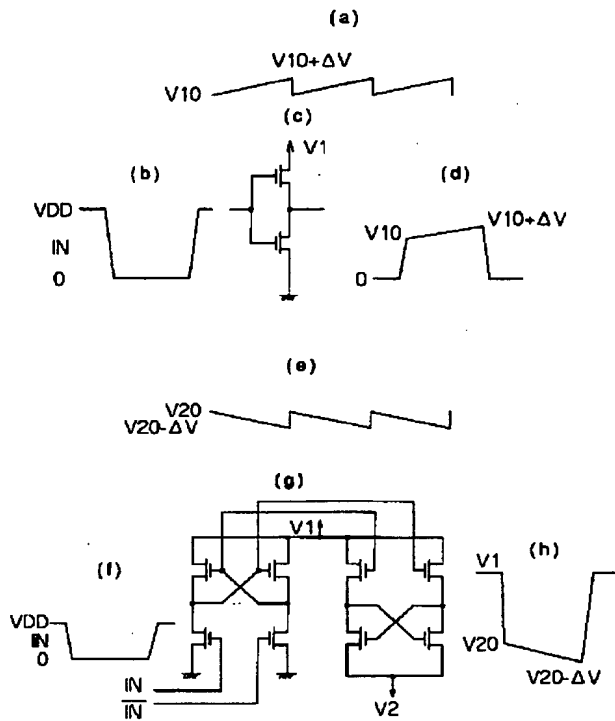 (a)
V10+ΔV
V10
(c)
V1
(b)
VDD
IN
0
(d)
V10
V10+ΔV
0
(e)
V20
V20-ΔV
(g)
V1
(f)
VDD
IN
0
(h)
V1
V20
V20-ΔV
IN
I̅N̅
V2